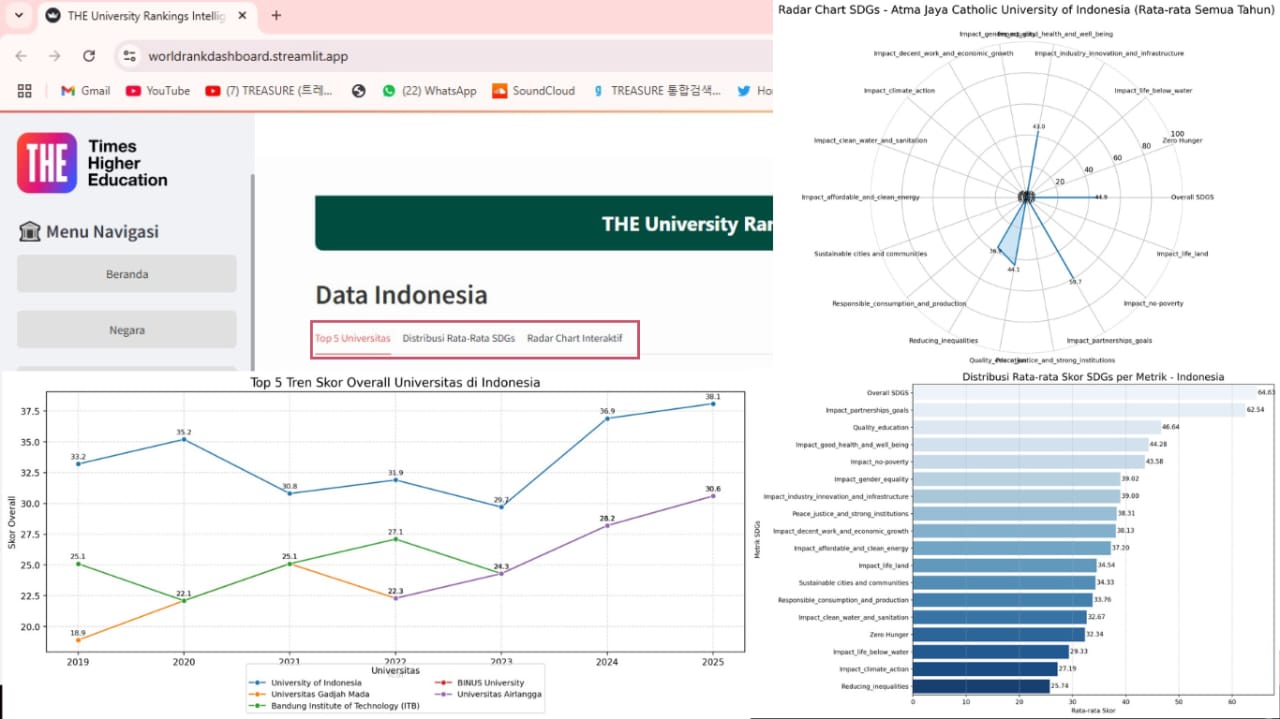 THE University Rankings Intellig
worldrankdashboard.streamlit.app
Gmail
YouTube
(7) TREASURE (트레...
(22) WhatsApp
SoundCloud
TREASURE 통합검색...
Ho
THE
Times
Higher
Education
Menu Navigasi
Beranda
Negara
THE University Ran
Data Indonesia
Top 5 Universitas Distribusi Rata-Rata SDGs Radar Chart Interaktif
Radar Chart SDGs - Atma Jaya Catholic University of Indonesia (Rata-rata Semua Tahun)
health_and_well_being
Impact_decent_work_and_economic_growth
Impact_industry_innovation_and_infrastructure
Impact_climate_action
Impact_life_below_water
Impact_clean_water_and_sanitation
Zero Hunger
Impact_affordable_and_clean_energy
Overall SDGS
Sustainable cities and communities
Impact_life_land
Responsible_consumption_and_production
Impact_no-poverty
Reducing_inequalities
Impact_partnerships_goals
justice_and_strong_institutions
20
40
60
80
100
43.0
44.9
59.7
44.1
Top 5 Tren Skor Overall Universitas di Indonesia
Skor Overall
37.5
35.0
32.5
30.0
27.5
25.0
22.5
20.0
33.2
35.2
30.8
31.9
29.7
36.9
38.1
25.1
22.1
25.1
27.1
24.3
28.2
30.6
18.9
22.3
2019 2020 2021 2022 2023 2024 2025
Universitas
University of Indonesia
Universitas Gadjah Mada
Bandung Institute of Technology (ITB)
BINUS University
Universitas Airlangga
Distribusi Rata-rata Skor SDGs per Metrik - Indonesia
Metrik SDGs
Overall SDGS 64.63
Impact_partnerships_goals 62.54
Quality_education 46.64
Impact_good_health_and_well_being 44.28
Impact_no-poverty 43.58
Impact_gender_equality 39.02
Impact_industry_innovation_and_infrastructure 39.00
Peace_justice_and_strong_institutions 38.31
Impact_decent_work_and_economic_growth 38.13
Impact_affordable_and_clean_energy 37.20
Impact_life_land 34.54
Sustainable cities and communities 34.33
Responsible_consumption_and_production 33.76
Impact_clean_water_and_sanitation 32.67
Zero Hunger 32.34
Impact_life_below_water 29.33
Impact_climate_action 27.19
Reducing_inequalities 25.74
0 10 20 30 40 50 60
Rata-rata Skor